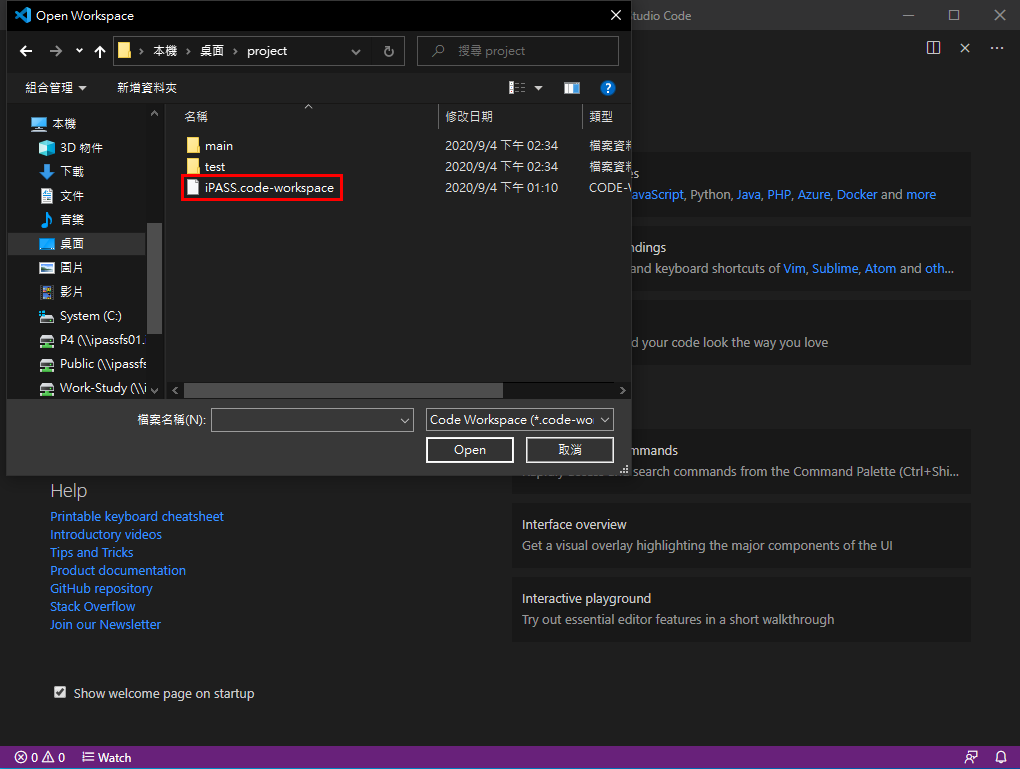 Open Workspace
tudio Code
本機 › 桌面 › project
搜尋 project
組合管理
新增資料夾
名稱 修改日期 類型
本機
3D 物件
下載
文件
音樂
桌面
圖片
影片
System (C:)
P4 (\\ipassfs01.
Public (\\ipassfs
Work-Study (\\i
main 2020/9/4 下午 02:34 檔案資料
test 2020/9/4 下午 02:34 檔案資料
iPASS.code-workspace 2020/9/4 下午 01:10 CODE-
檔案名稱(N):
Code Workspace (*.code-wo
Open
取消
es
avaScript, Python, Java, PHP, Azure, Docker and more
ndings
and keyboard shortcuts of Vim, Sublime, Atom and oth...
d your code look the way you love
mmands
search commands from the Command Palette (Ctrl+Shi...
Interface overview
Get a visual overlay highlighting the major components of the UI
Interactive playground
Try out essential editor features in a short walkthrough
Help
Printable keyboard cheatsheet
Introductory videos
Tips and Tricks
Product documentation
GitHub repository
Stack Overflow
Join our Newsletter
Show welcome page on startup
0 0 Watch